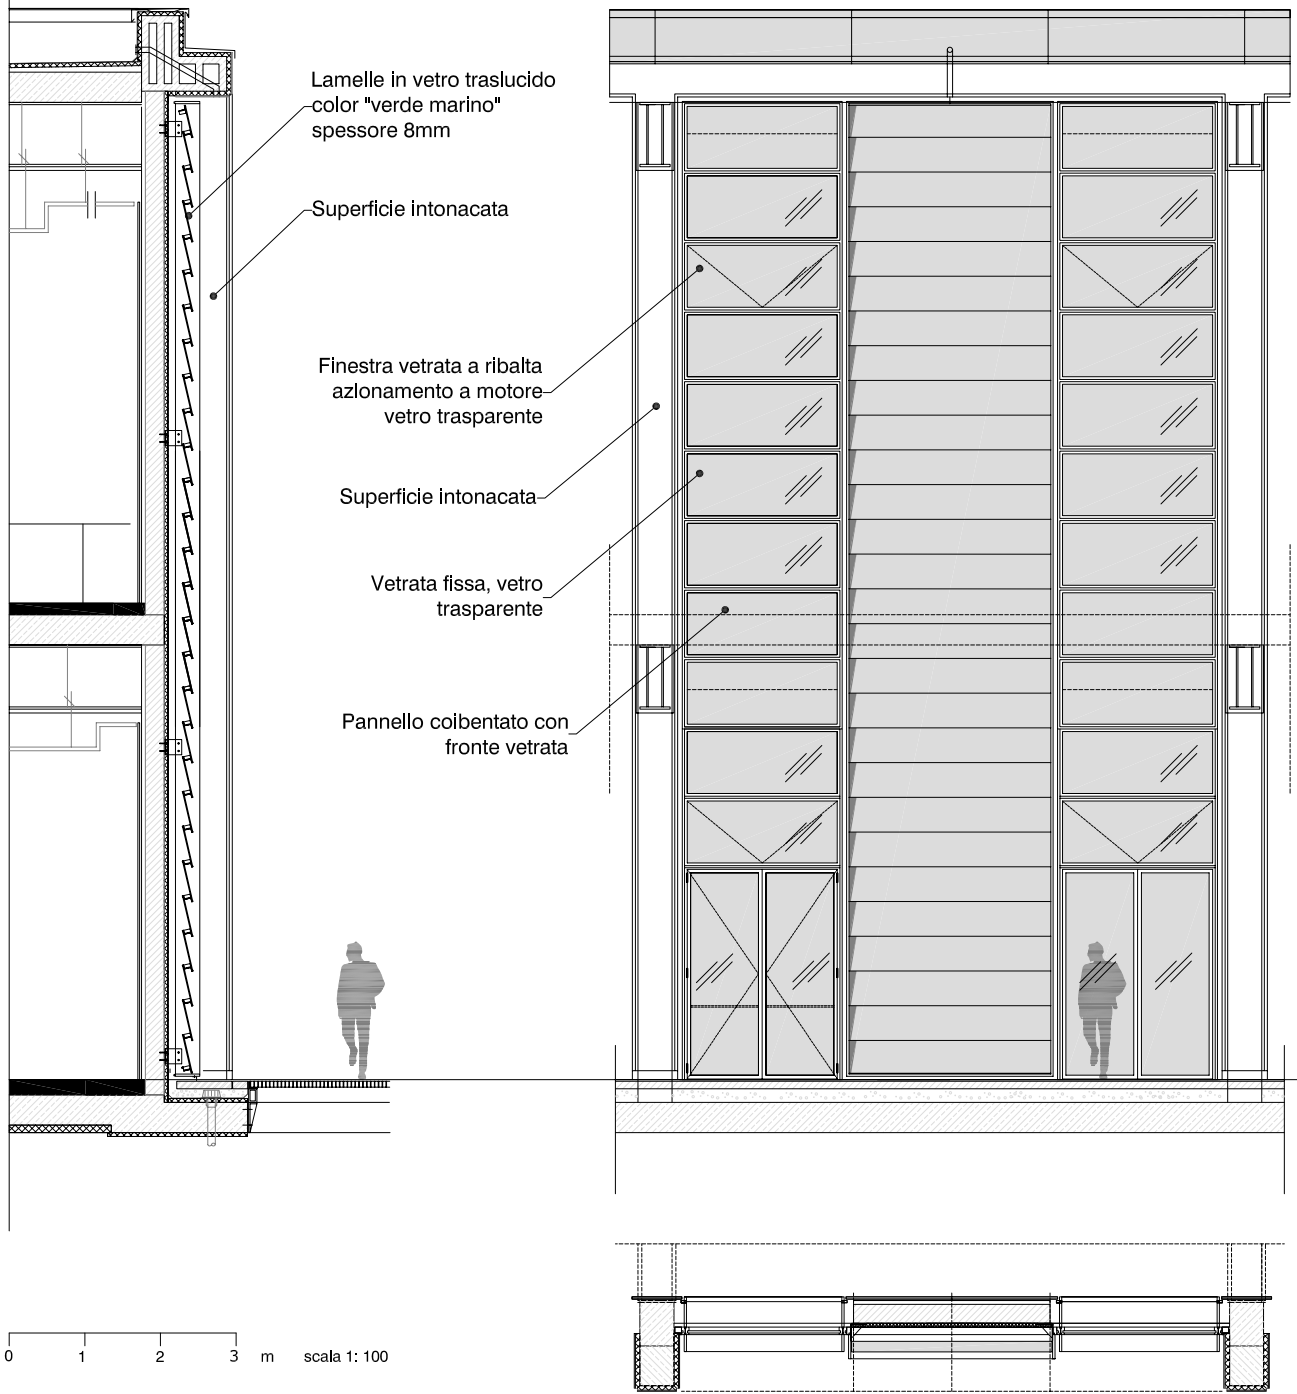 Lamelle in vetro traslucido
color "verde marino"
spessore 8mm
Superficie intonacata
Finestra vetrata a ribalta
azlonamento a motore
vetro trasparente
Superficie intonacata
Vetrata fissa, vetro
trasparente
Pannello coibentato con
fronte vetrata
0 1 2 3 m scala 1: 100